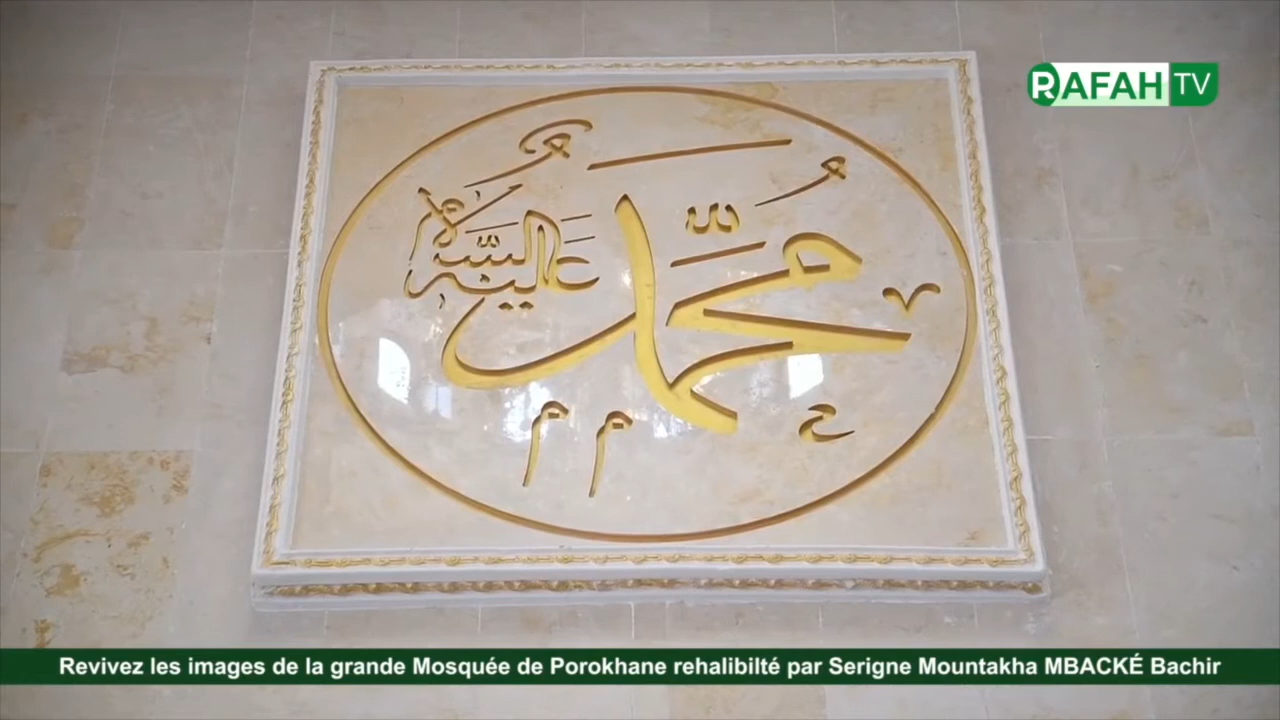 RAFAH TV
محمد
عليه السلام
Revivez les images de la grande Mosquée de Porokhane rehalibilté par Serigne Mountakha MBACKÉ Bachir